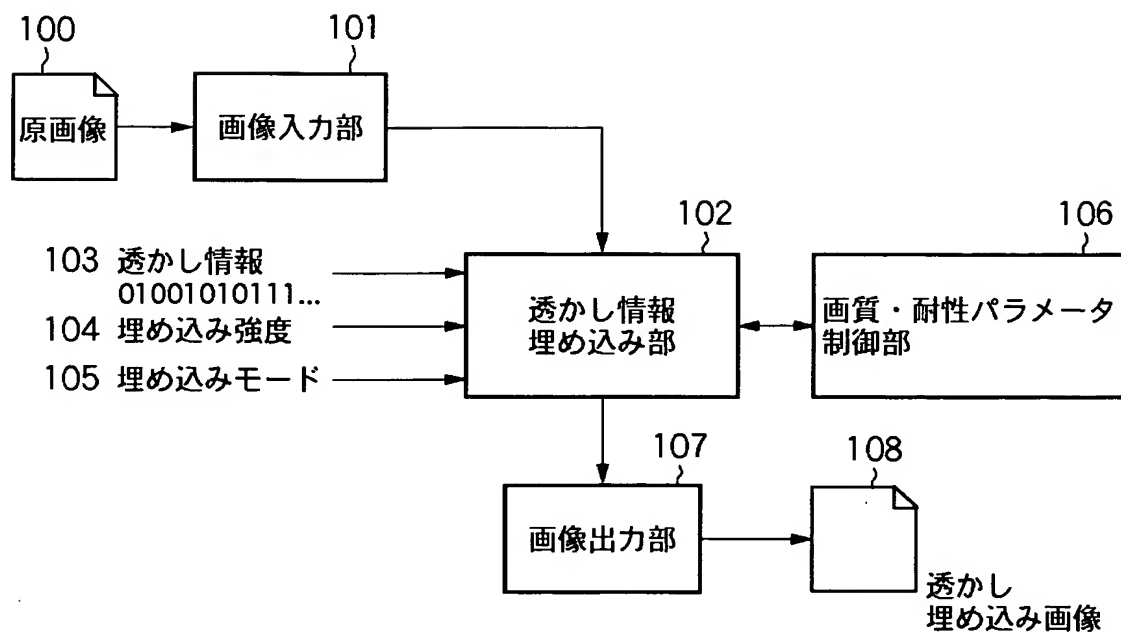 100
101
原画像
画像入力部
102
106
103 透かし情報
01001010111...
104 埋め込み強度
105 埋め込みモード
透かし情報
埋め込み部
画質・耐性パラメータ
制御部
107
108
画像出力部
透かし
埋め込み画像